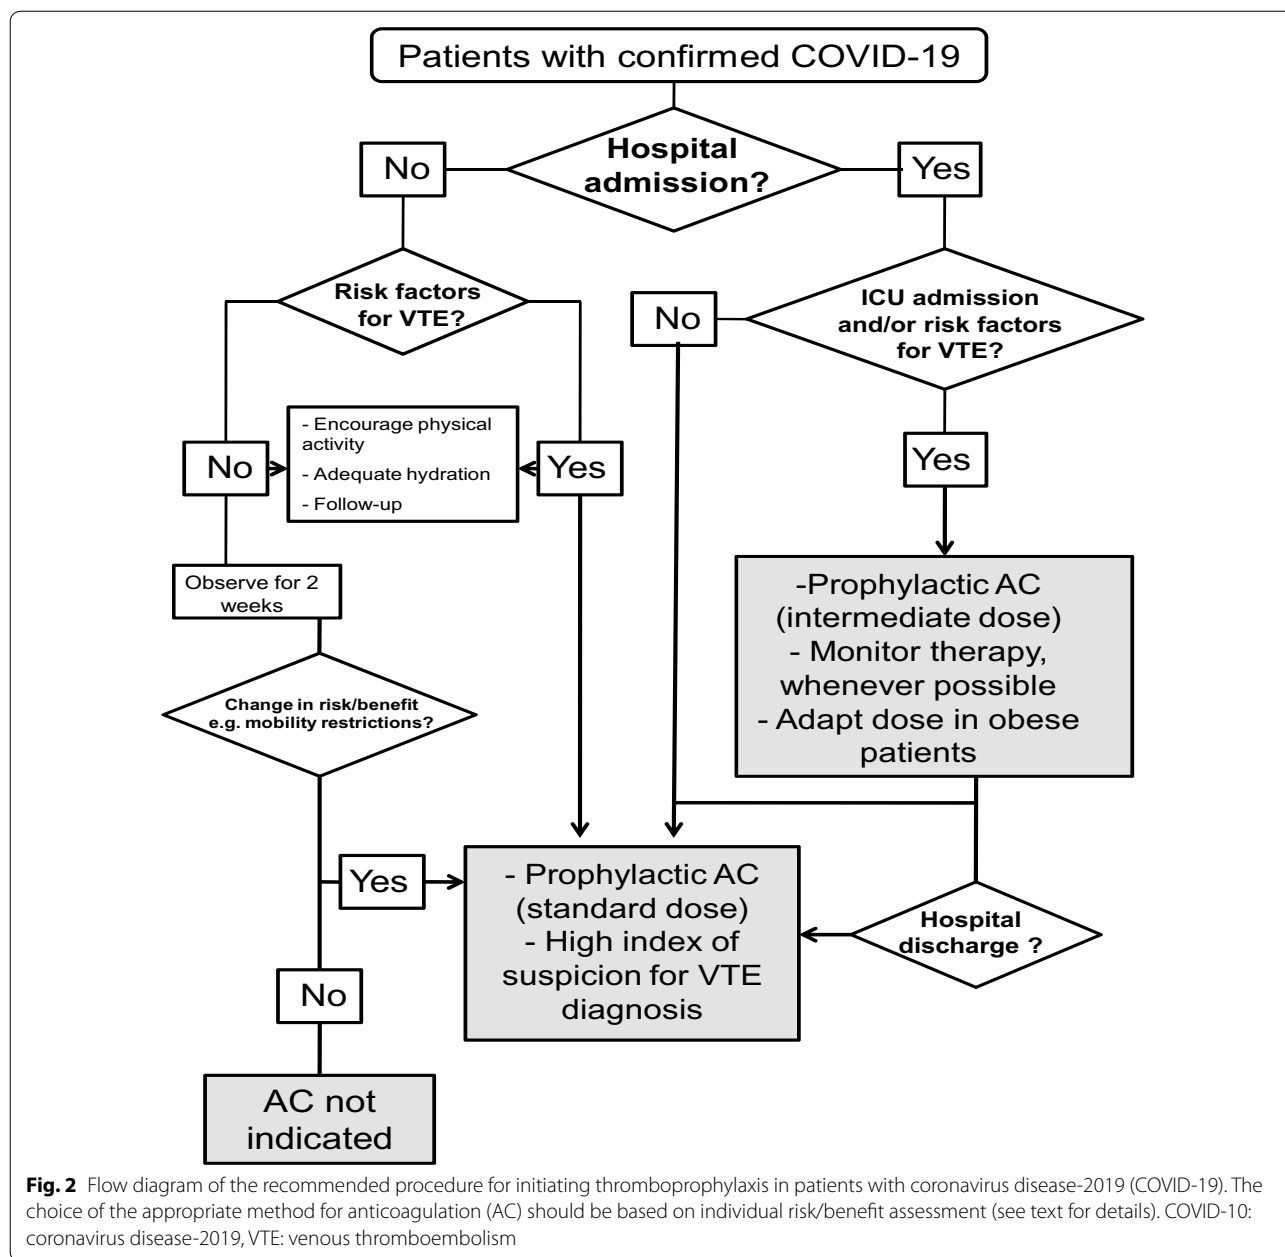 Patients with confirmed COVID-19
Hospital
admission?
No
Yes
Risk factors
for VTE?
ICU admission
and/or risk factors
for VTE?
No
No
- Encourage physical
activity
- Adequate hydration
- Follow-up
Yes
Yes
Observe for 2
weeks
-Prophylactic AC
(intermediate dose)
- Monitor therapy,
whenever possible
- Adapt dose in obese
patients
Change in risk/benefit
e.g. mobility restrictions?
Yes
- Prophylactic AC
(standard dose)
- High index of
suspicion for VTE
diagnosis
Hospital
discharge ?
No
AC not
indicated
Fig. 2 Flow diagram of the recommended procedure for initiating thromboprophylaxis in patients with coronavirus disease-2019 (COVID-19). The
choice of the appropriate method for anticoagulation (AC) should be based on individual risk/benefit assessment (see text for details). COVID-10:
coronavirus disease-2019, VTE: venous thromboembolism